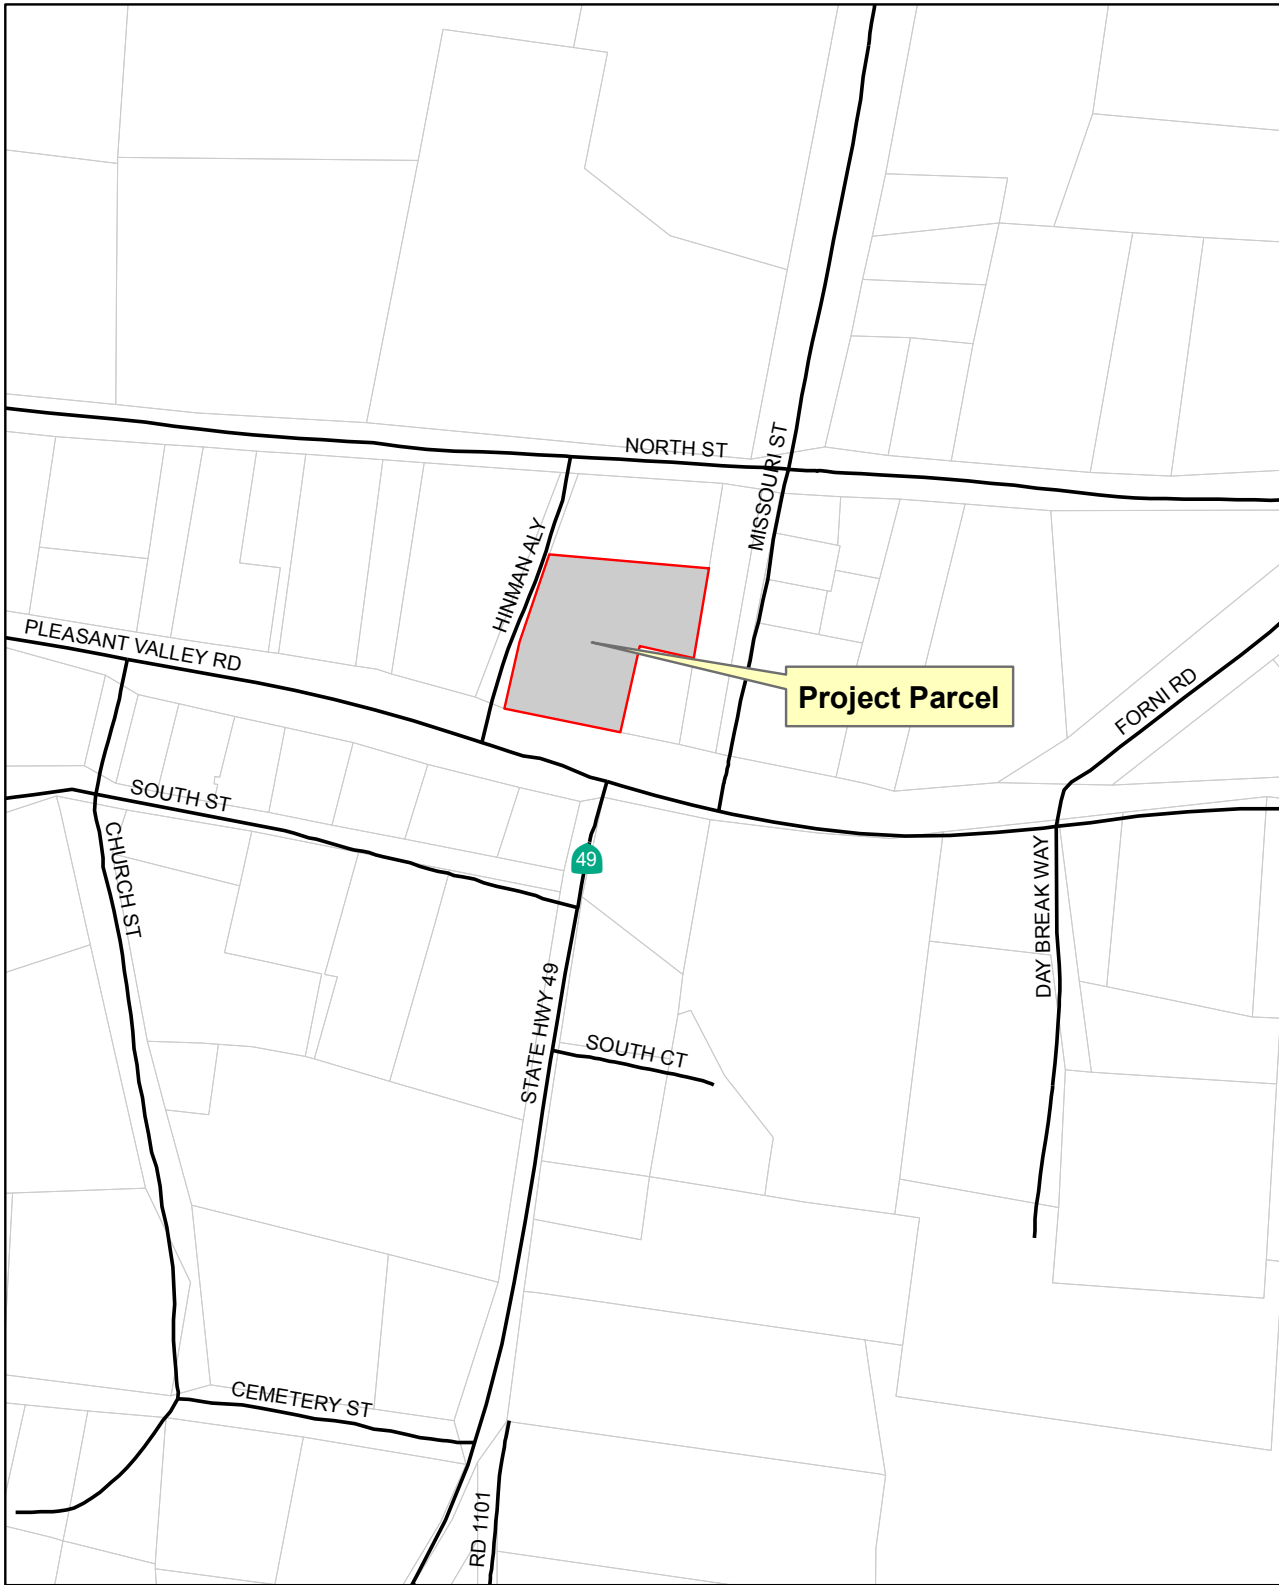 NORTH ST
MISSOURI ST
HINMAN ALY
PLEASANT VALLEY RD
Project Parcel
FORNI RD
SOUTH ST
CHURCH ST
49
DAY BREAK WAY
STATE HWY 49
SOUTH CT
CEMETERY ST
RD 1101